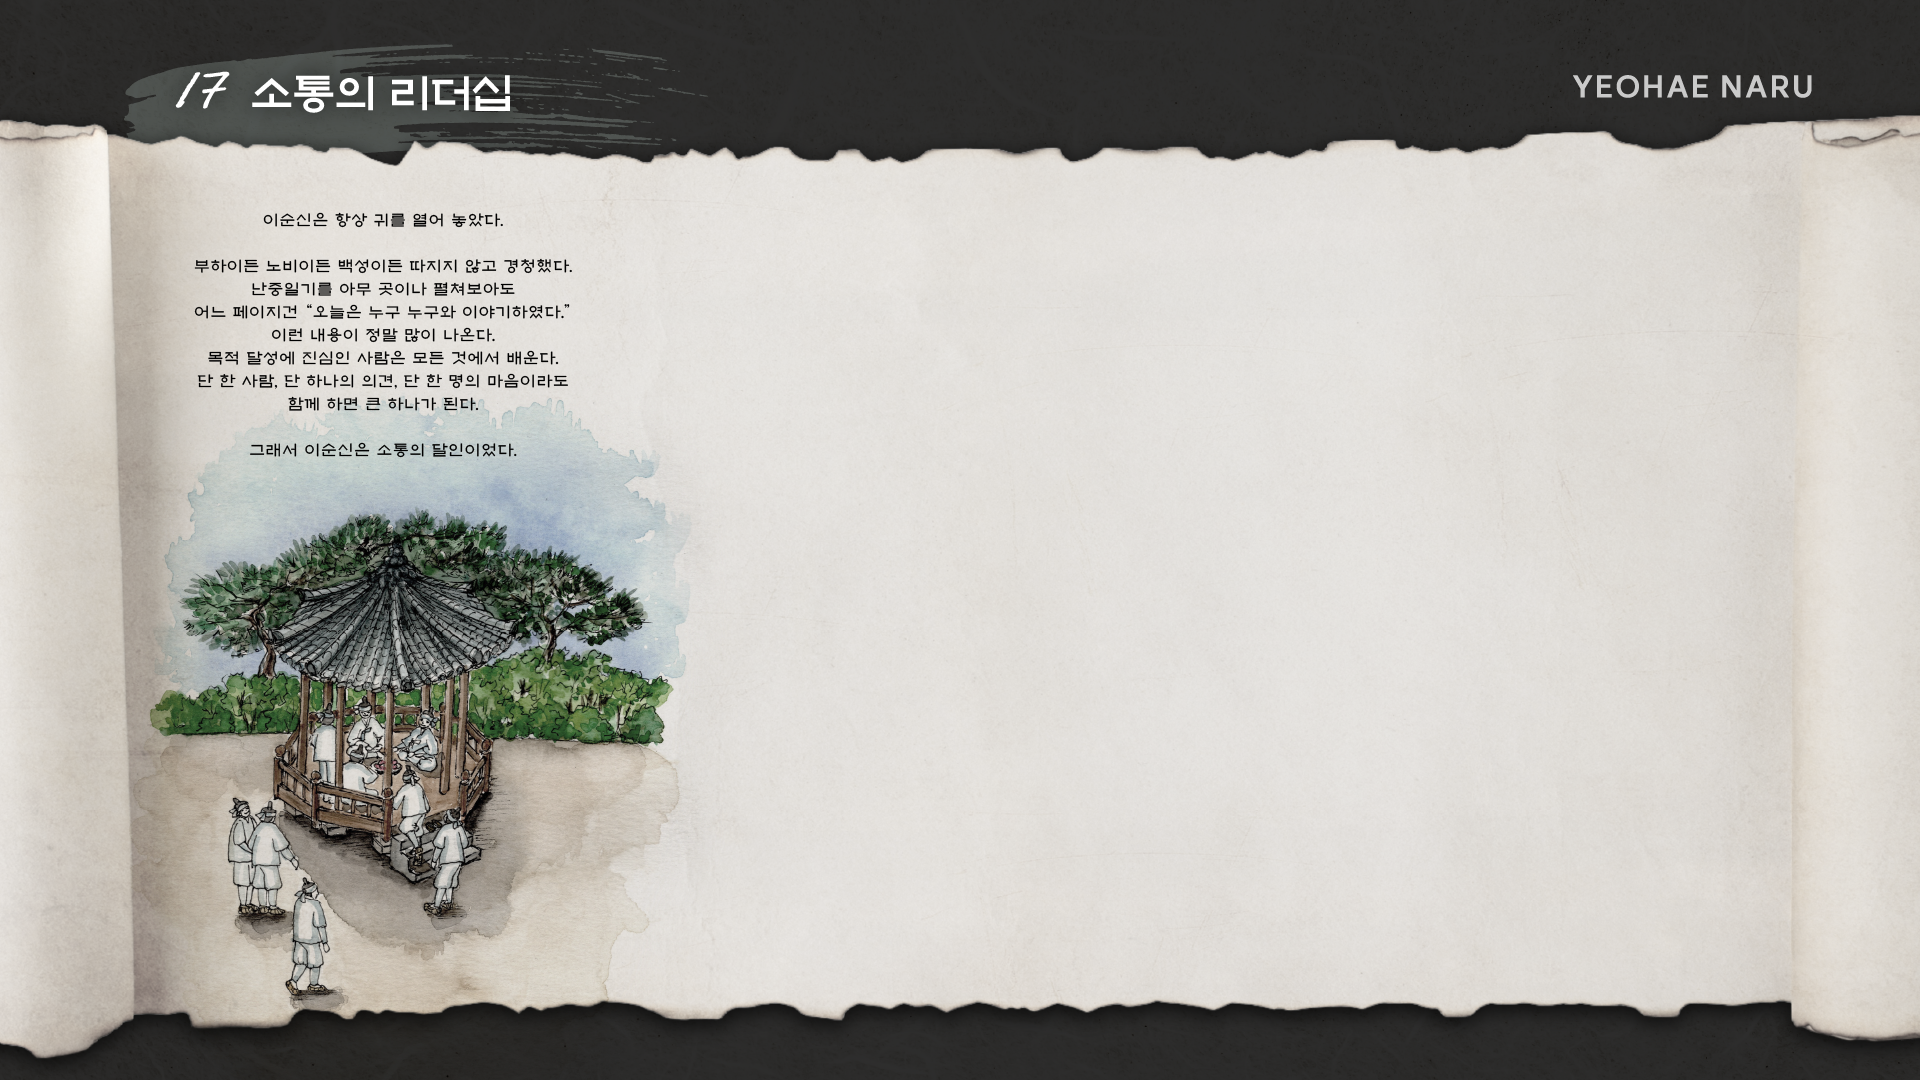 17 소통의 리더십
YEOHAE NARU
이순신은 항상 귀를 열어 놓았다.
부하이든 노비이든 백성이든 따지지 않고 경청했다.
난중일기를 아무 곳이나 펼쳐보아도
어느 페이지건 “오늘은 누구 누구와 이야기하였다.”
이런 내용이 정말 많이 나온다.
목적 달성에 진심인 사람은 모든 것에서 배운다.
단 한 사람, 단 하나의 의견, 단 한 명의 마음이라도
함께 하면 큰 하나가 된다.
그래서 이순신은 소통의 달인이었다.